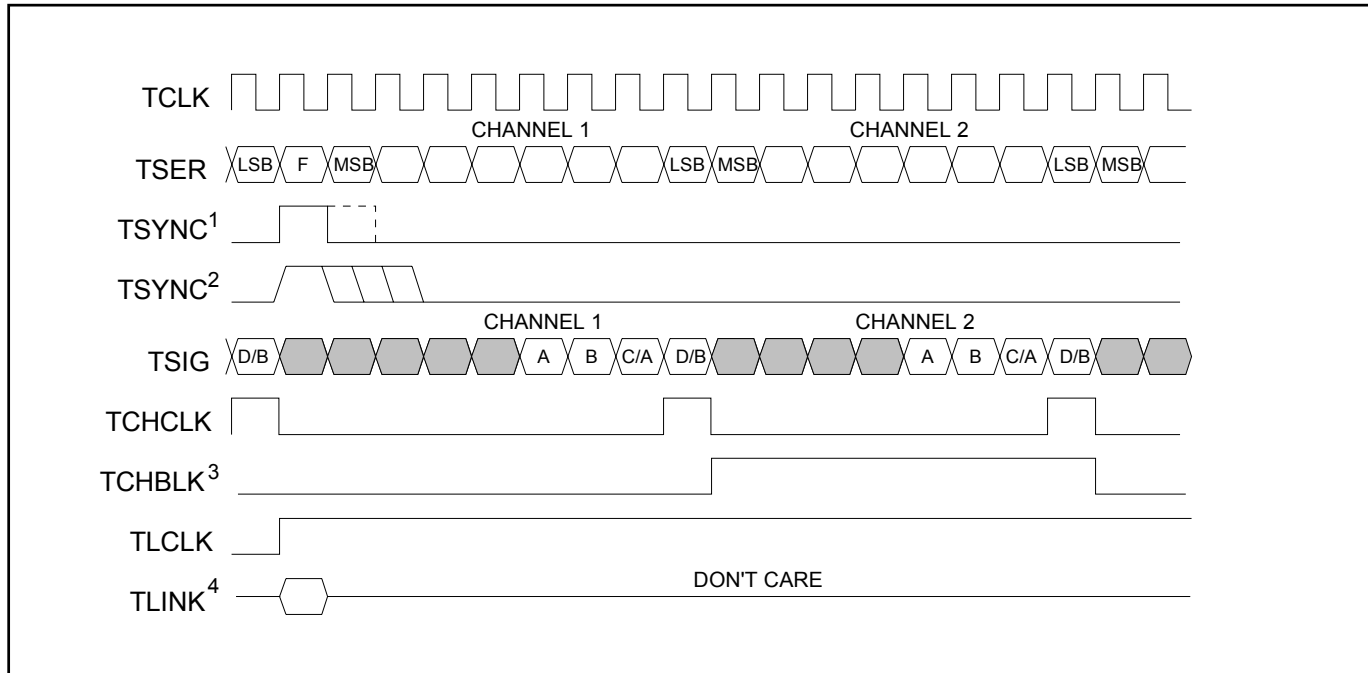 TCLK
CHANNEL 1 CHANNEL 2
TSER LSB F MSB LSB MSB LSB MSB
TSYNC1
TSYNC2
CHANNEL 1 CHANNEL 2
TSIG D/B A B C/A D/B A B C/A D/B
TCHCLK
TCHBLK3
TLCLK
DON'T CARE
TLINK4